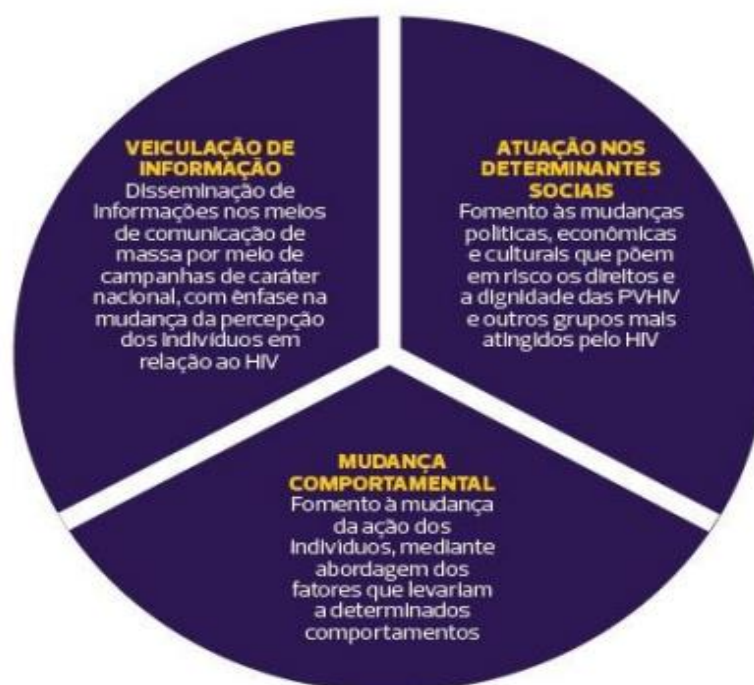 VEICULAÇÃO DE
INFORMAÇÃO
Disseminação de
informações nos meios
de comunicação de
massa por meio de
campanhas de caráter
nacional, com ênfase na
mudança da percepção
dos indivíduos em
relação ao HIV
ATUAÇÃO NOS
DETERMINANTES
SOCIAIS
Fomento às mudanças
políticas, econômicas
e culturais que põem
em risco os direitos e
a dignidade das PVHIV
e outros grupos mais
atingidos pelo HIV
MUDANÇA
COMPORTAMENTAL
Fomento à mudança
da ação dos
indivíduos, mediante
abordagem dos
fatores que levariam
a determinados
comportamentos